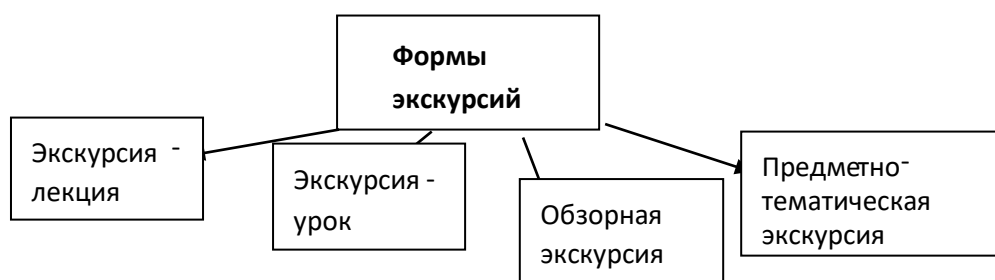 Формы
экскурсий
Экскурсия -
лекция
Экскурсия -
урок
Обзорная
экскурсия
Предметно-
тематическая
экскурсия